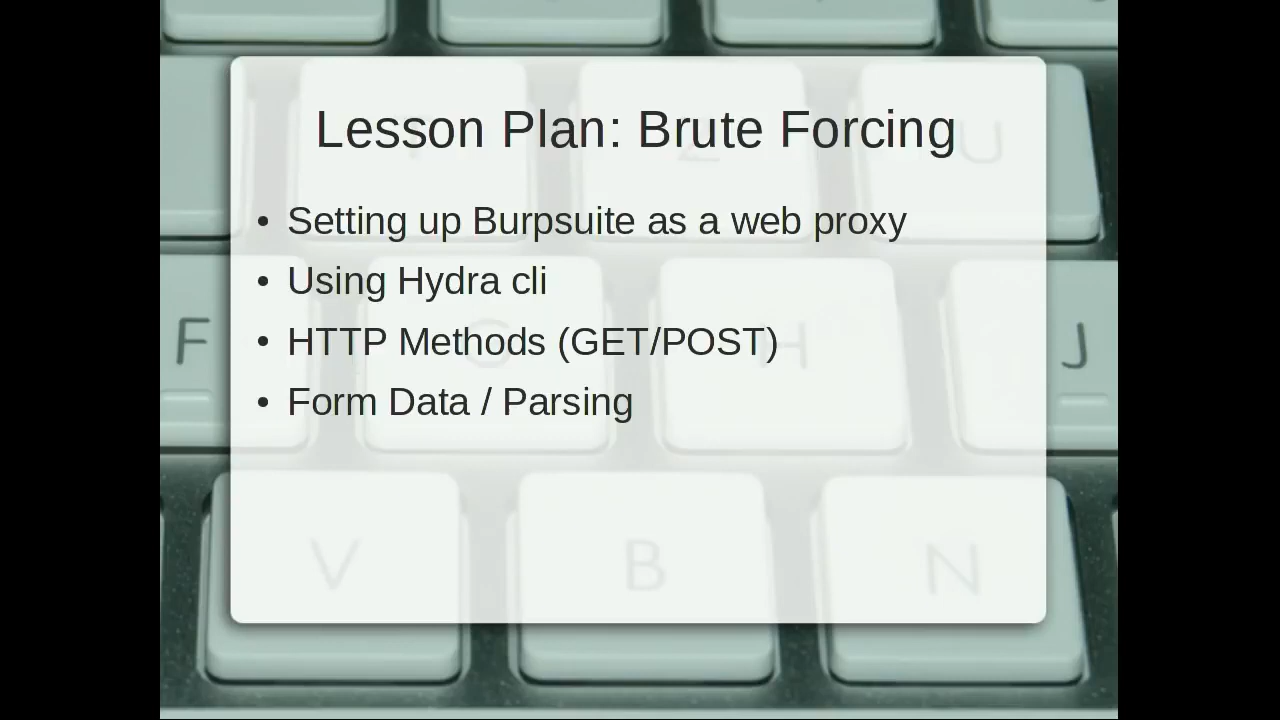 Lesson Plan: Brute Forcing
• Setting up Burpsuite as a web proxy
• Using Hydra cli
• HTTP Methods (GET/POST)
• Form Data / Parsing
U
F
G
H
J
V
B
N